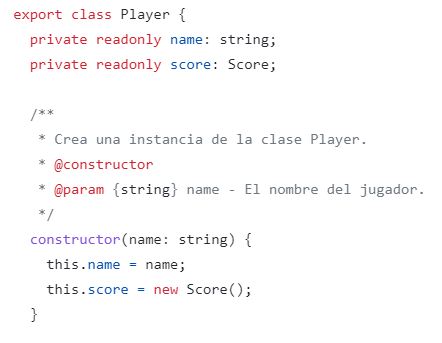 export class Player {
  private readonly name: string;
  private readonly score: Score;

  /**
   * Crea una instancia de la clase Player.
   * @constructor
   * @param {string} name - El nombre del jugador.
   */
  constructor(name: string) {
    this.name = name;
    this.score = new Score();
  }